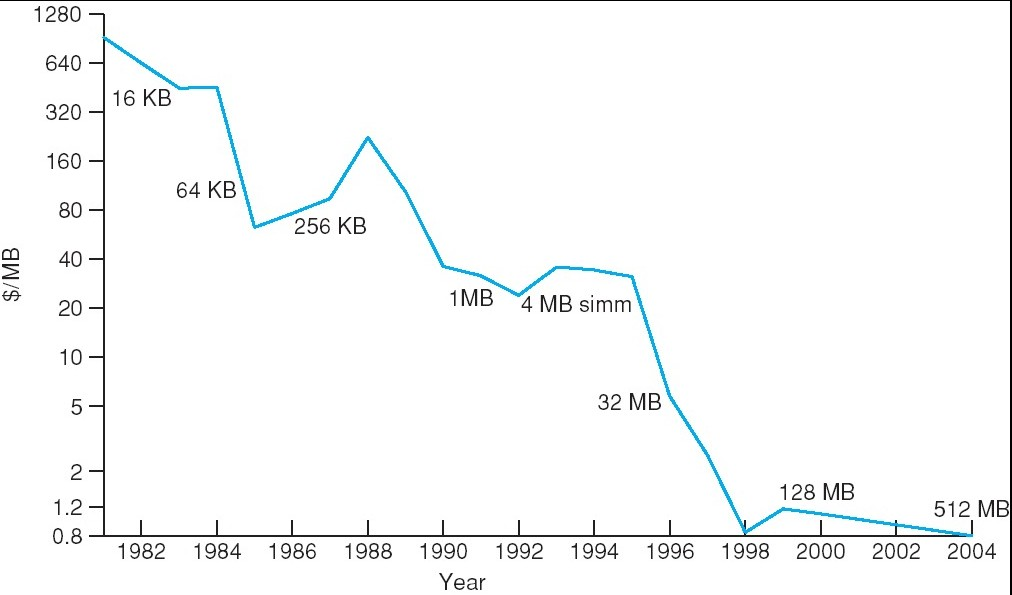 1280
640
16 KB
320
160
64 KB
80
256 KB
40
$/MB
1MB
4 MB simm
20
10
32 MB
5
2
128 MB
1.2
512 MB
0.8
1982 1984 1986 1988 1990 1992 1994 1996 1998 2000 2002 2004
Year